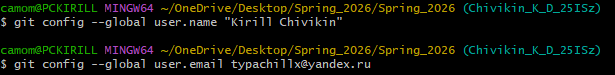 camom@PCKIRILL MINGW64 ~/OneDrive/Desktop/Spring_2026/Spring_2026 (Chivikin_K_D_25ISz)
$ git config --global user.name "Kirill Chivikin"
camom@PCKIRILL MINGW64 ~/OneDrive/Desktop/Spring_2026/Spring_2026 (Chivikin_K_D_25ISz)
$ git config --global user.email typachillx@yandex.ru